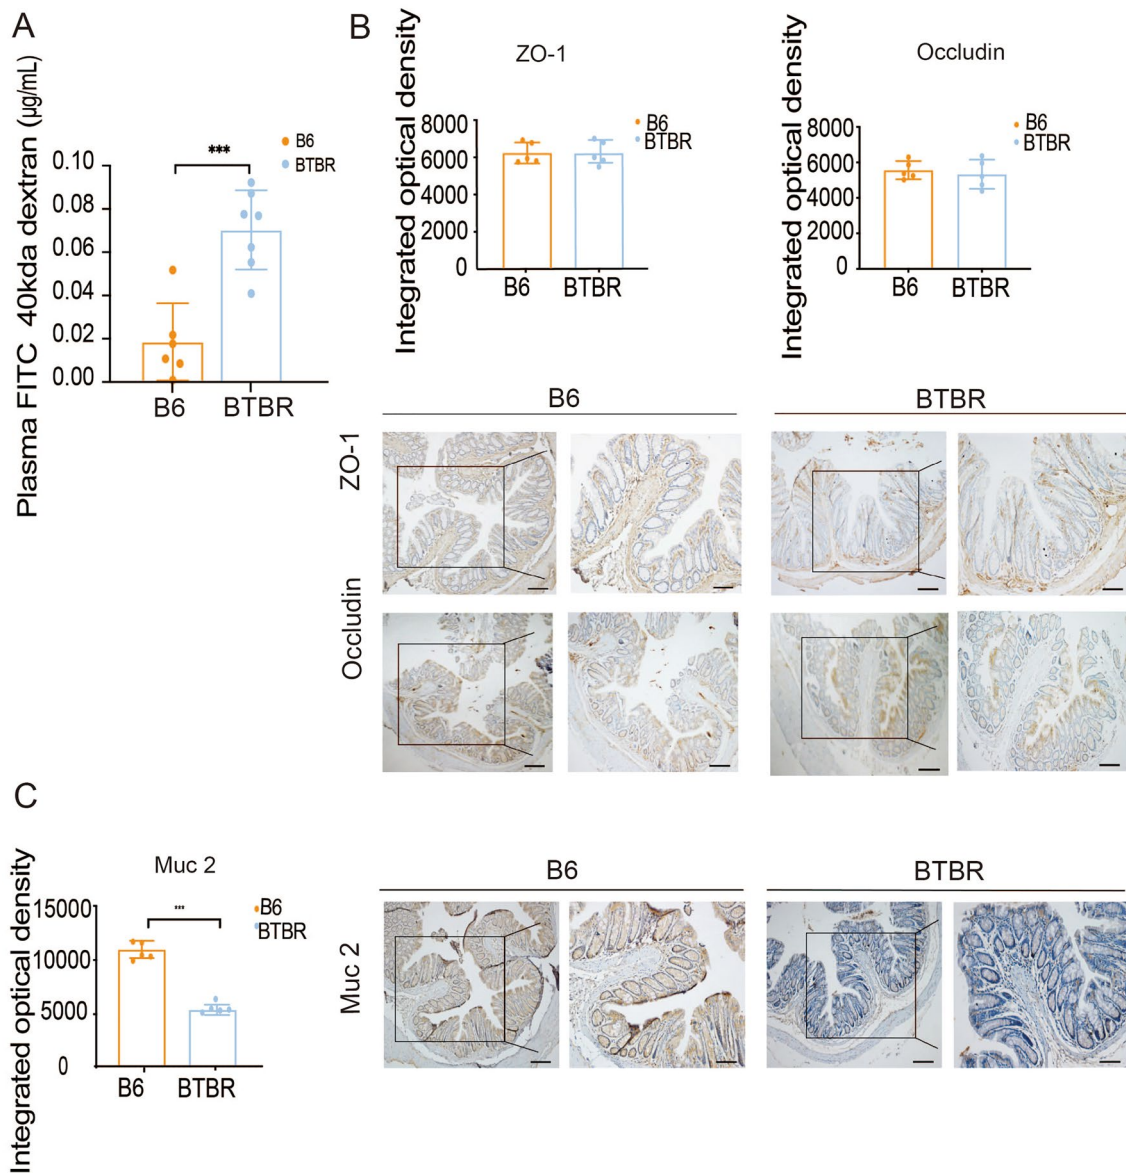 A
Plasma FITC 40kda dextran (μg/mL)
B6
BTBR
***
0.10
0.08
0.06
0.04
0.02
0.00
B6 BTBR
B
ZO-1
Integrated optical density
B6
BTBR
8000
6000
4000
2000
0
B6 BTBR
Occludin
Integrated optical density
B6
BTBR
8000
6000
4000
2000
0
B6 BTBR
B6 BTBR
ZO-1
Occludin
C
Muc 2
Integrated optical density
B6
BTBR
***
15000
10000
5000
0
B6 BTBR
B6 BTBR
Muc 2